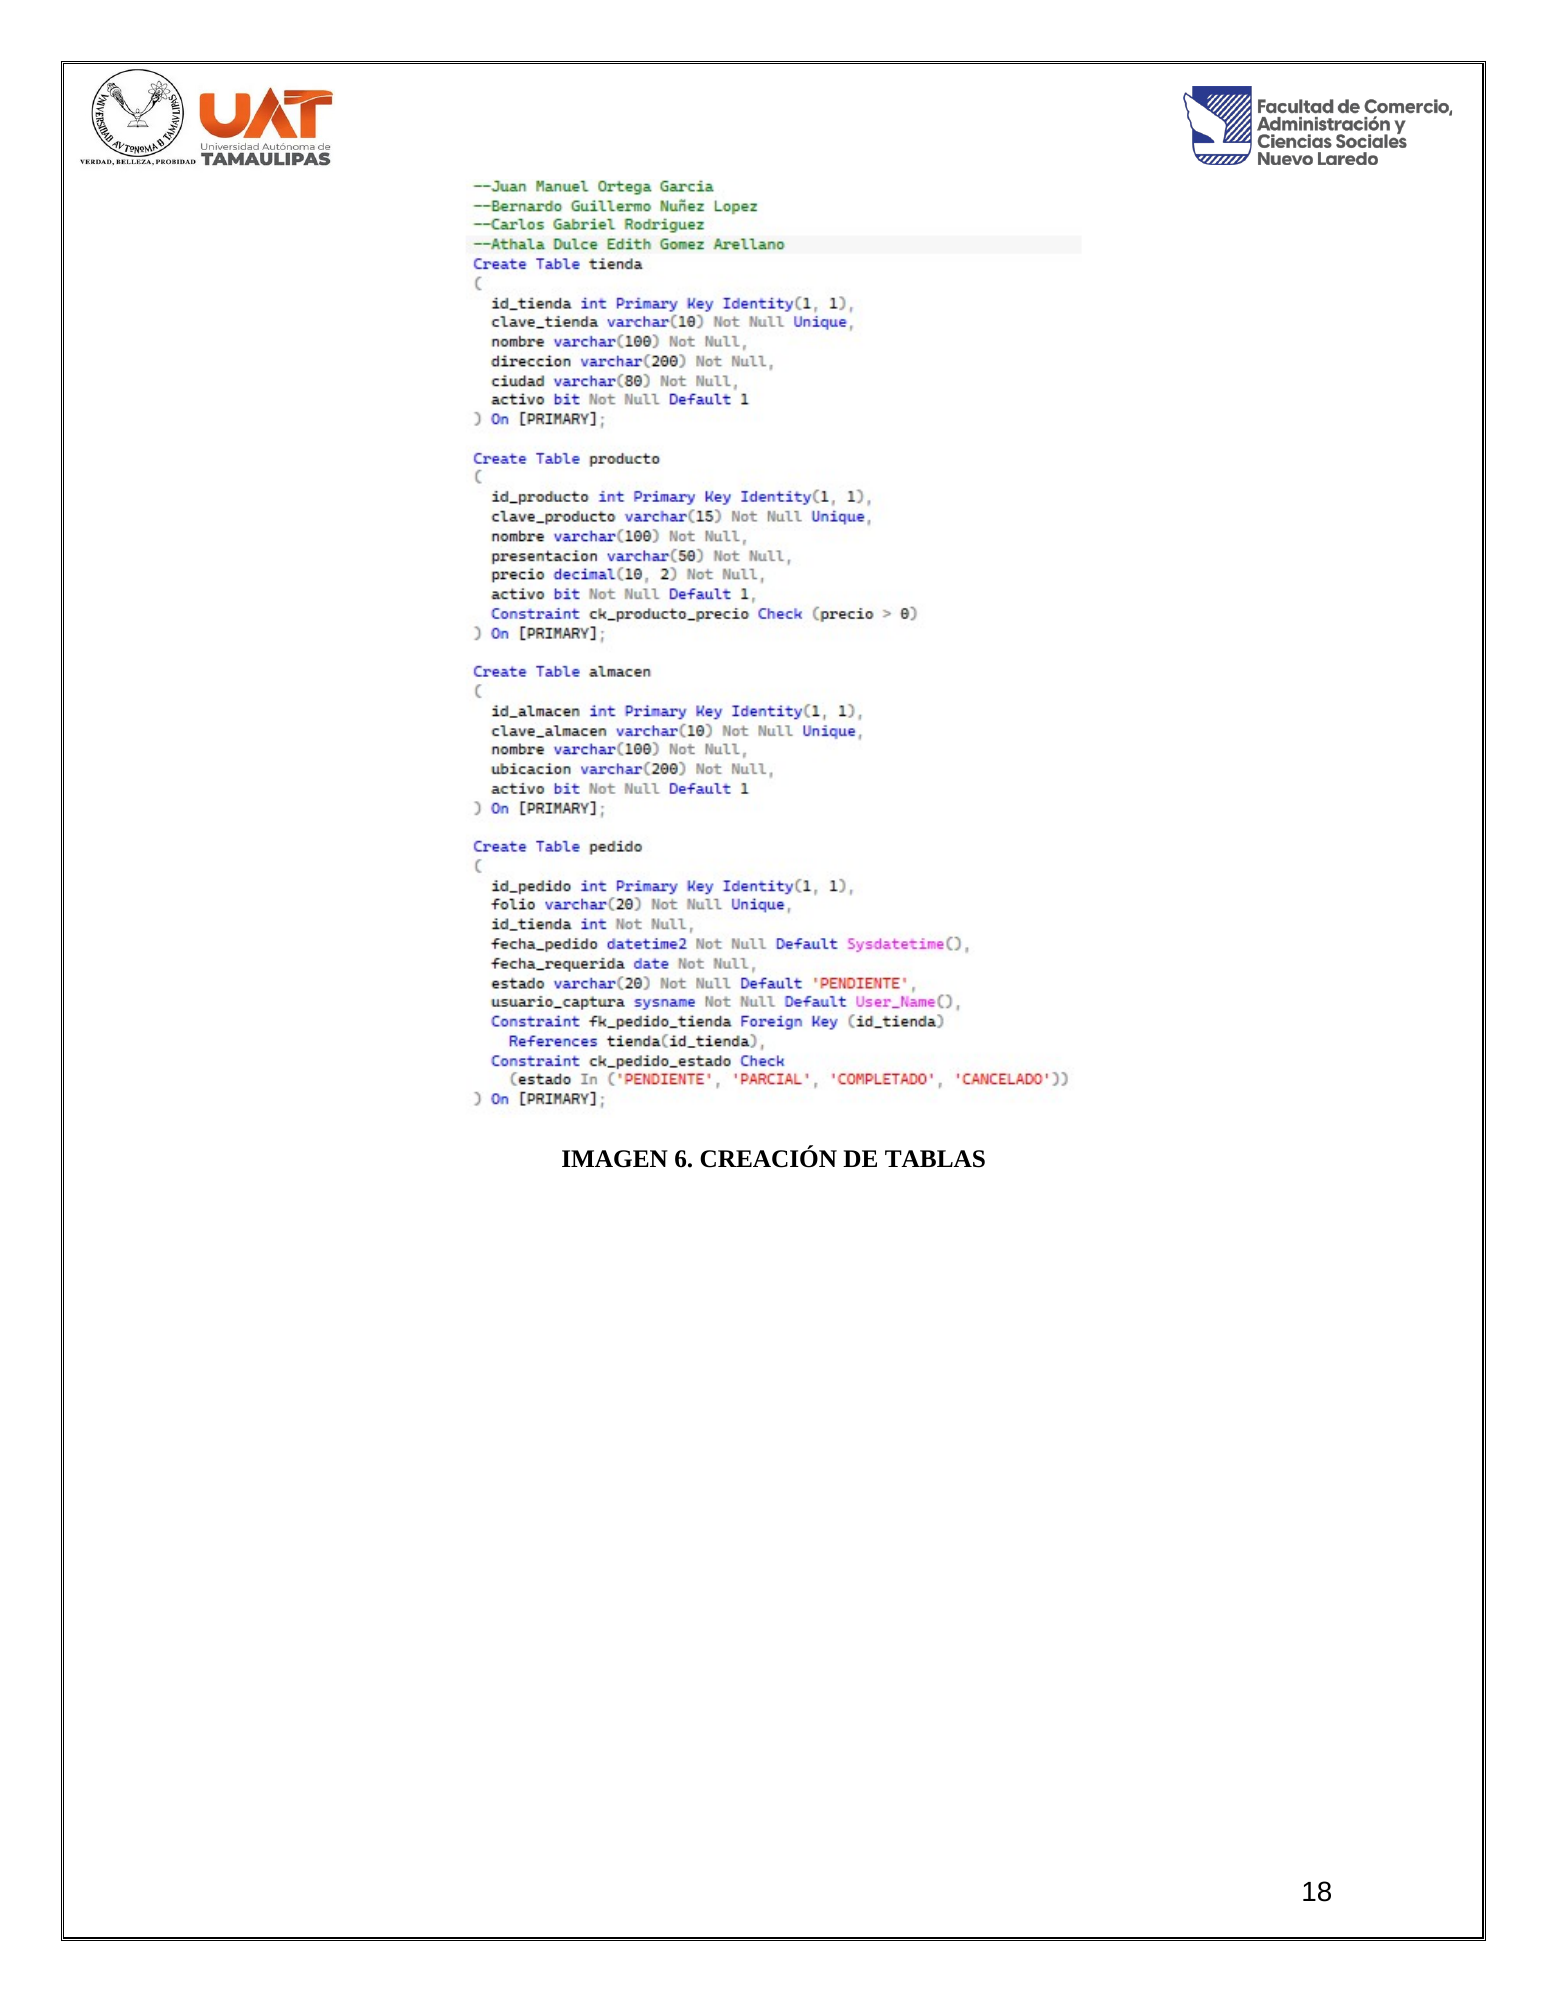 UNIVERSIDAD AVTONOMA D TAMAVLIPAS
VERDAD, BELLEZA, PROBIDAD
UAT
Universidad Autónoma de
TAMAULIPAS
Facultad de Comercio,
Administración y
Ciencias Sociales
Nuevo Laredo
--Juan Manuel Ortega Garcia
--Bernardo Guillermo Nuñez Lopez
--Carlos Gabriel Rodriguez
--Athala Dulce Edith Gomez Arellano
Create Table tienda
(
  id_tienda int Primary Key Identity(1, 1),
  clave_tienda varchar(10) Not Null Unique,
  nombre varchar(100) Not Null,
  direccion varchar(200) Not Null,
  ciudad varchar(80) Not Null,
  activo bit Not Null Default 1
) On [PRIMARY];

Create Table producto
(
  id_producto int Primary Key Identity(1, 1),
  clave_producto varchar(15) Not Null Unique,
  nombre varchar(100) Not Null,
  presentacion varchar(50) Not Null,
  precio decimal(10, 2) Not Null,
  activo bit Not Null Default 1,
  Constraint ck_producto_precio Check (precio > 0)
) On [PRIMARY];

Create Table almacen
(
  id_almacen int Primary Key Identity(1, 1),
  clave_almacen varchar(10) Not Null Unique,
  nombre varchar(100) Not Null,
  ubicacion varchar(200) Not Null,
  activo bit Not Null Default 1
) On [PRIMARY];

Create Table pedido
(
  id_pedido int Primary Key Identity(1, 1),
  folio varchar(20) Not Null Unique,
  id_tienda int Not Null,
  fecha_pedido datetime2 Not Null Default Sysdatetime(),
  fecha_requerida date Not Null,
  estado varchar(20) Not Null Default 'PENDIENTE',
  usuario_captura sysname Not Null Default User_Name(),
  Constraint fk_pedido_tienda Foreign Key (id_tienda)
    References tienda(id_tienda),
  Constraint ck_pedido_estado Check
    (estado In ('PENDIENTE', 'PARCIAL', 'COMPLETADO', 'CANCELADO'))
) On [PRIMARY];
IMAGEN 6. CREACIÓN DE TABLAS
18